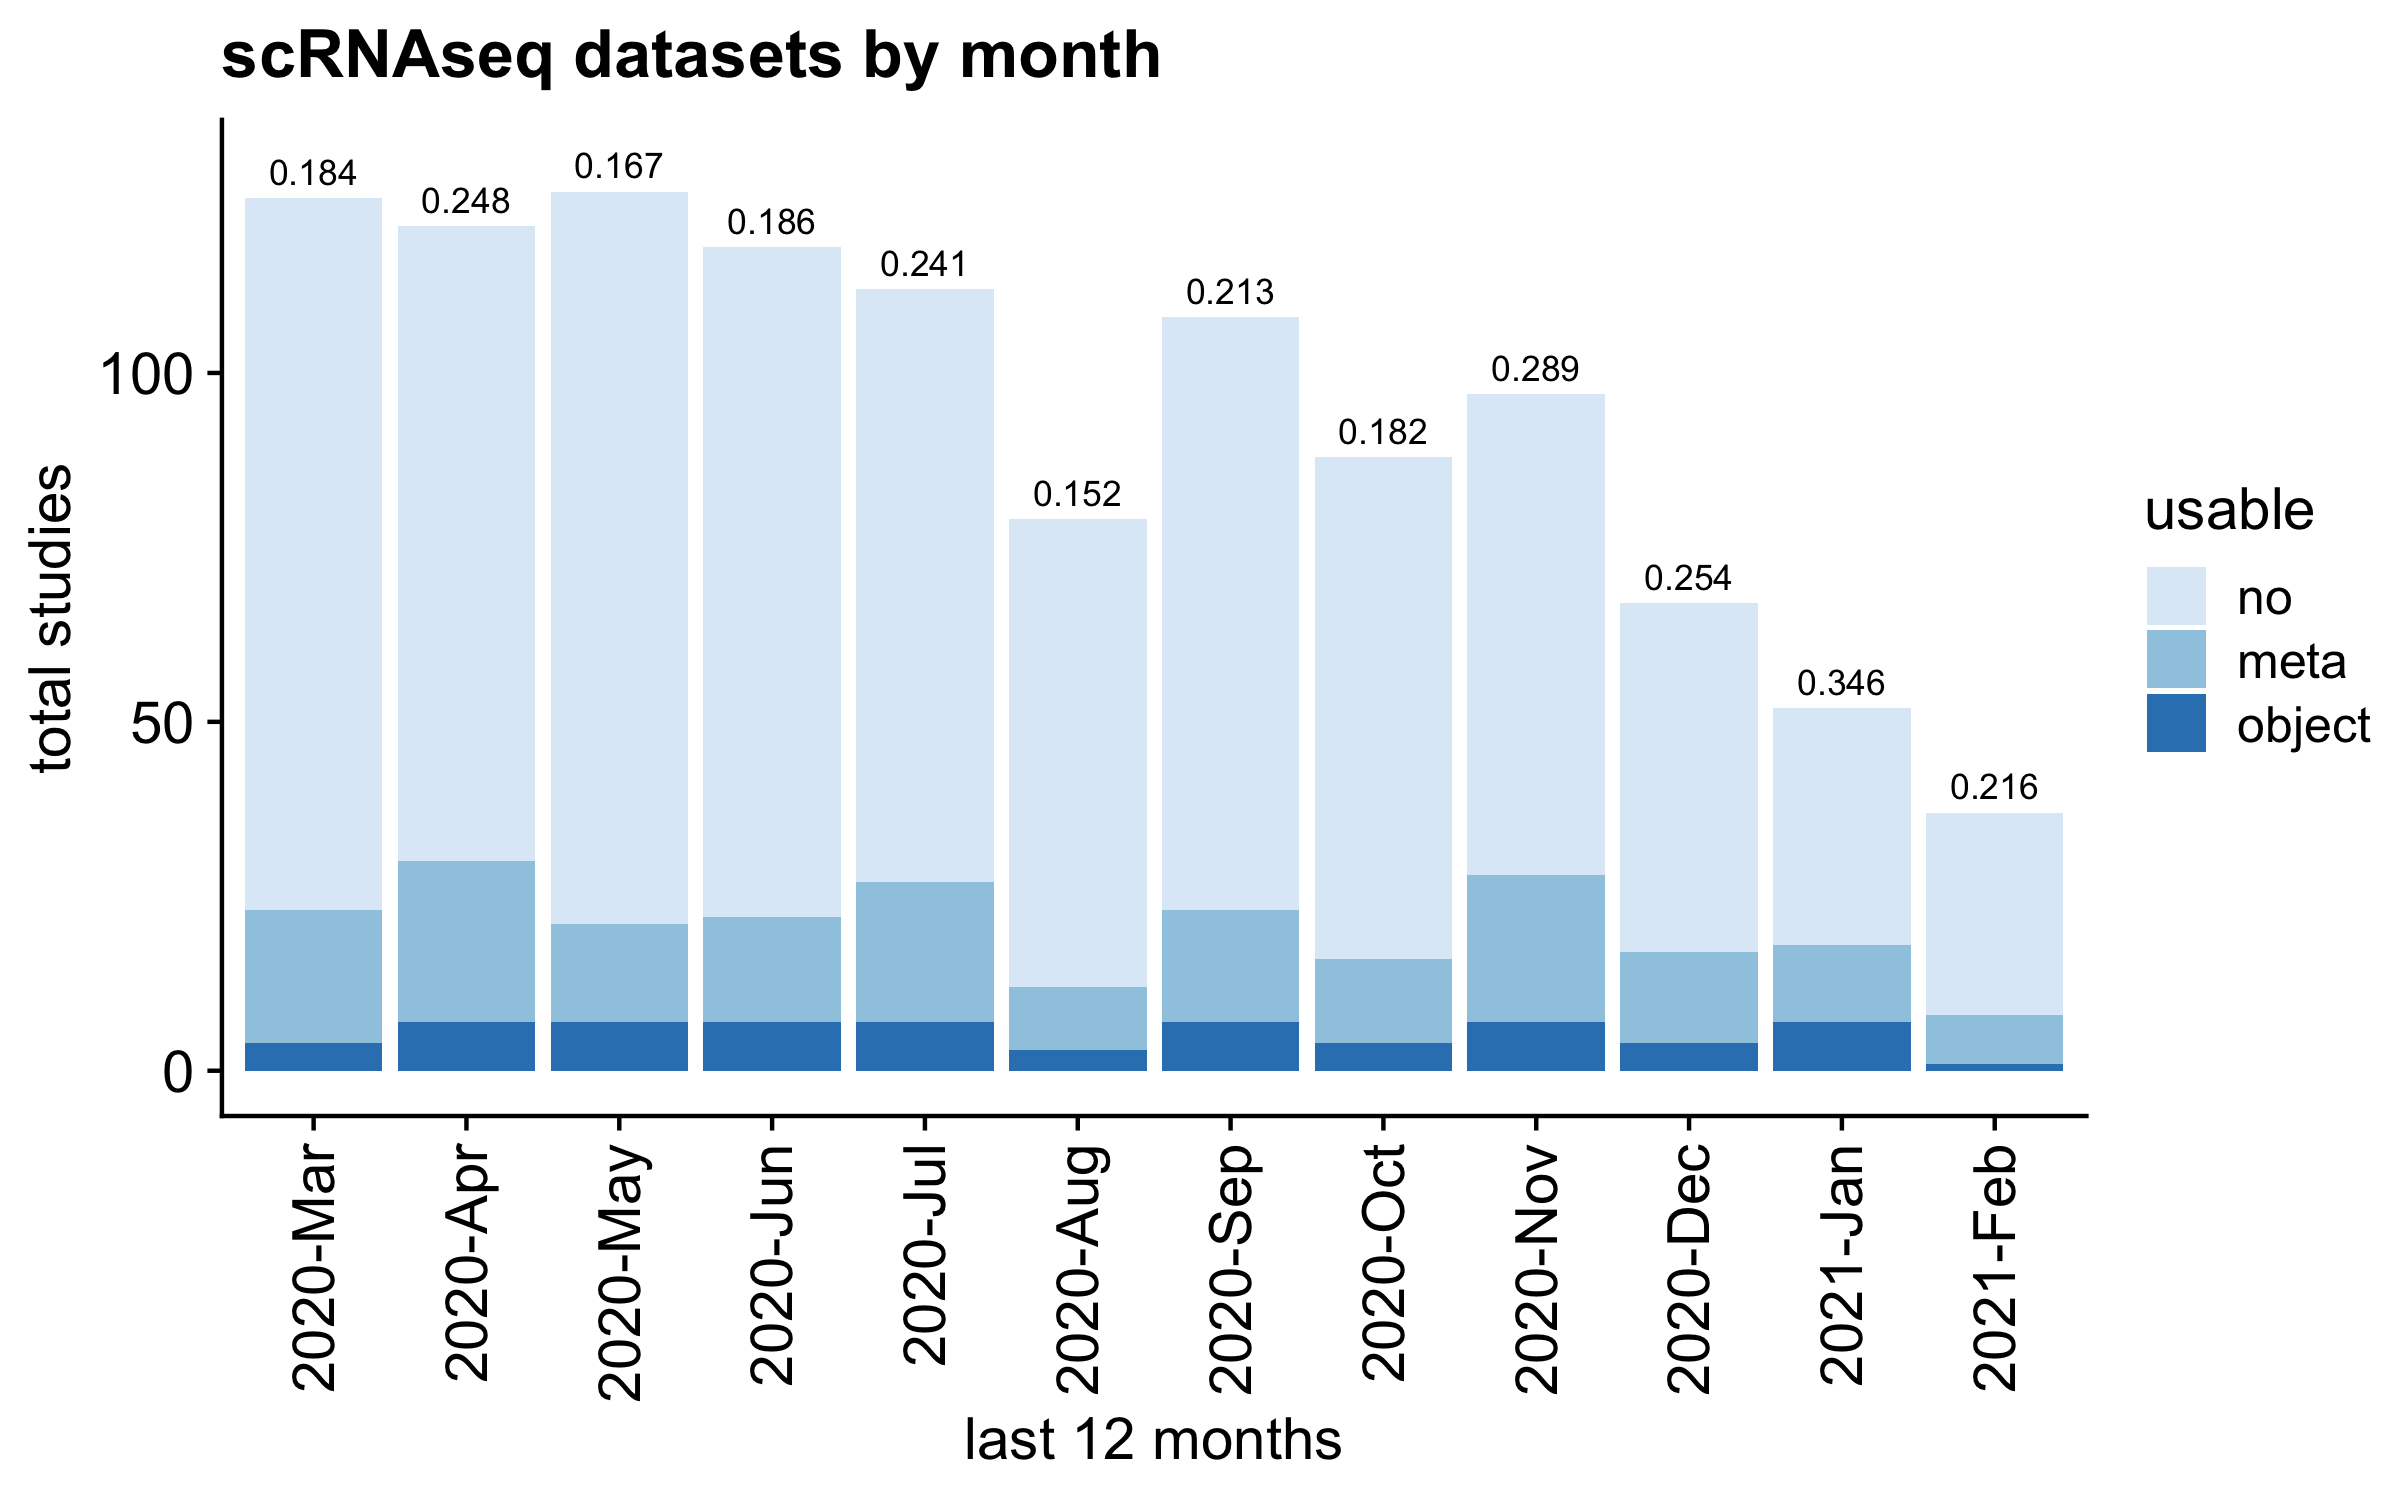 scRNAseq datasets by month
total studies
100
50
0
0.184
0.248
0.167
0.186
0.241
0.152
0.213
0.182
0.289
0.254
0.346
0.216
2020-Mar
2020-Apr
2020-May
2020-Jun
2020-Jul
2020-Aug
2020-Sep
2020-Oct
2020-Nov
2020-Dec
2021-Jan
2021-Feb
last 12 months
usable
no
meta
object